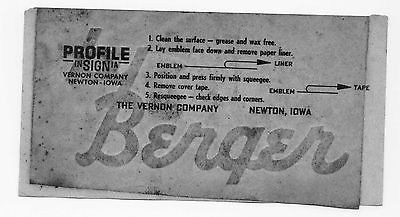 PROFILE
INSIGNIA
VERNON COMPANY
NEWTON - IOWA
1. Clean the surface — grease and wax free.
2. Lay emblem face down and remove paper liner.
EMBLEM LINER
3. Position and press firmly with squeegee.
4. Remove cover tape.
EMBLEM TAPE
5. Resqueegee — check edges and corners.
THE VERNON COMPANY NEWTON, IOWA
Berger